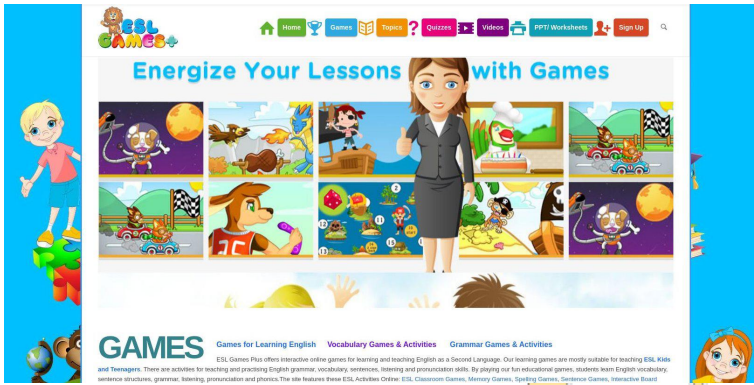 ESL
GAMES+
Home
Games
Topics
Quizzes
Videos
PPT/ Worksheets
Sign Up
Energize Your Lessons with Games
GAMES
Games for Learning English Vocabulary Games & Activities Grammar Games & Activities
ESL Games Plus offers interactive online games for learning and teaching English as a Second Language. Our learning games are mostly suitable for teaching ESL Kids
and Teenagers. There are activities for teaching and practising English grammar, vocabulary, sentences, listening and pronunciation skills. By playing our fun educational games, students learn English vocabulary,
sentence structures, grammar, listening, pronunciation and phonics.The site features these ESL Activities Online: ESL Classroom Games, Memory Games, Spelling Games, Sentence Games, Interactive Board